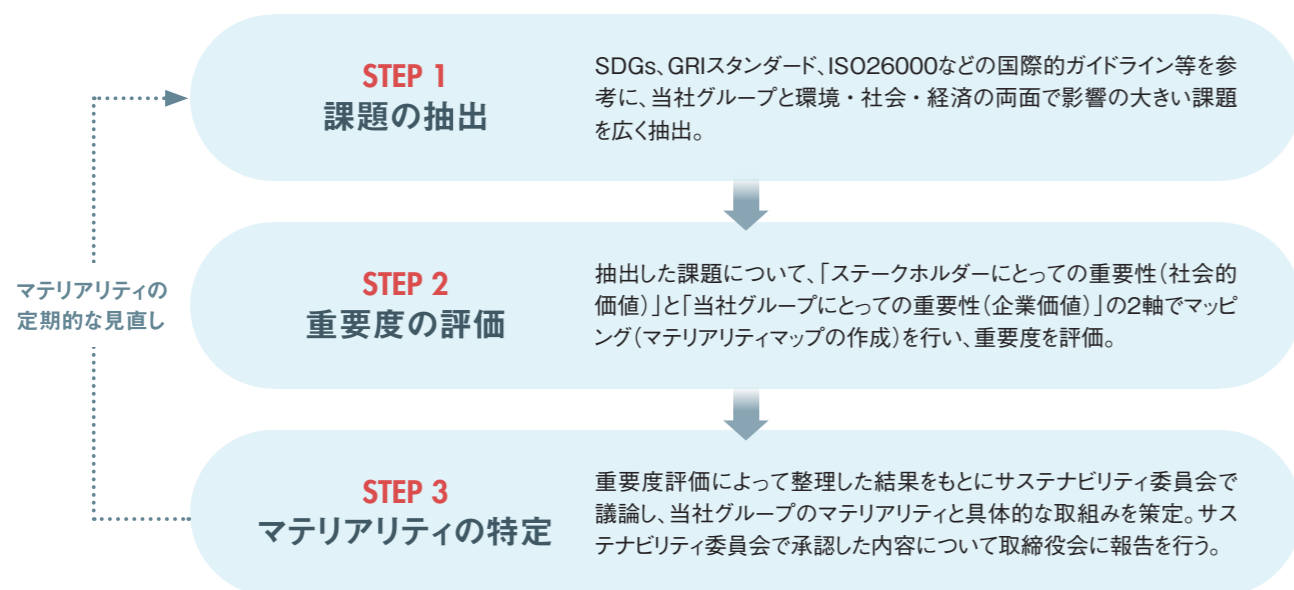 STEP 1
課題の抽出
SDGs、GRIスタンダード、ISO26000などの国際的ガイドライン等を参
考に、当社グループと環境・社会・経済の両面で影響の大きい課題
を広く抽出。
マテリアリティの
定期的な見直し
STEP 2
重要度の評価
抽出した課題について、「ステークホルダーにとっての重要性（社会的
価値）」と「当社グループにとっての重要性（企業価値）」の2軸でマッピ
ング（マテリアリティマップの作成）を行い、重要度を評価。
STEP 3
マテリアリティの特定
重要度評価によって整理した結果をもとにサステナビリティ委員会で
議論し、当社グループのマテリアリティと具体的な取組みを策定。サス
テナビリティ委員会で承認した内容について取締役会に報告を行う。